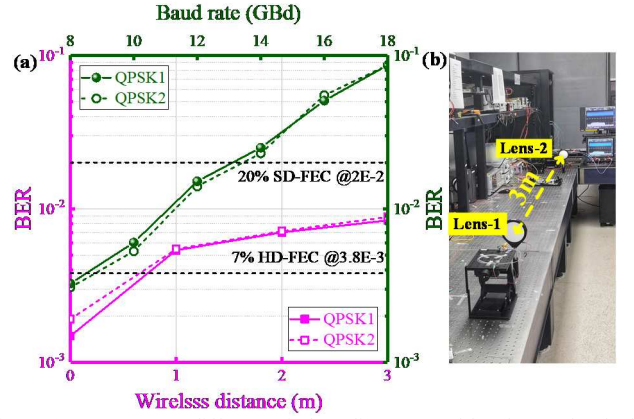 Baud rate (GBd)
8 10 12 14 16 18
(a)
QPSK1
QPSK2
10^-1
10^-1
20% SD-FEC @2E-2
BER
10^-2
10^-2
BER
7% HD-FEC @3.8E-3
QPSK1
QPSK2
10^-3
10^-3
0 1 2 3
Wirelsss distance (m)
(b)
Lens-2
3m
Lens-1